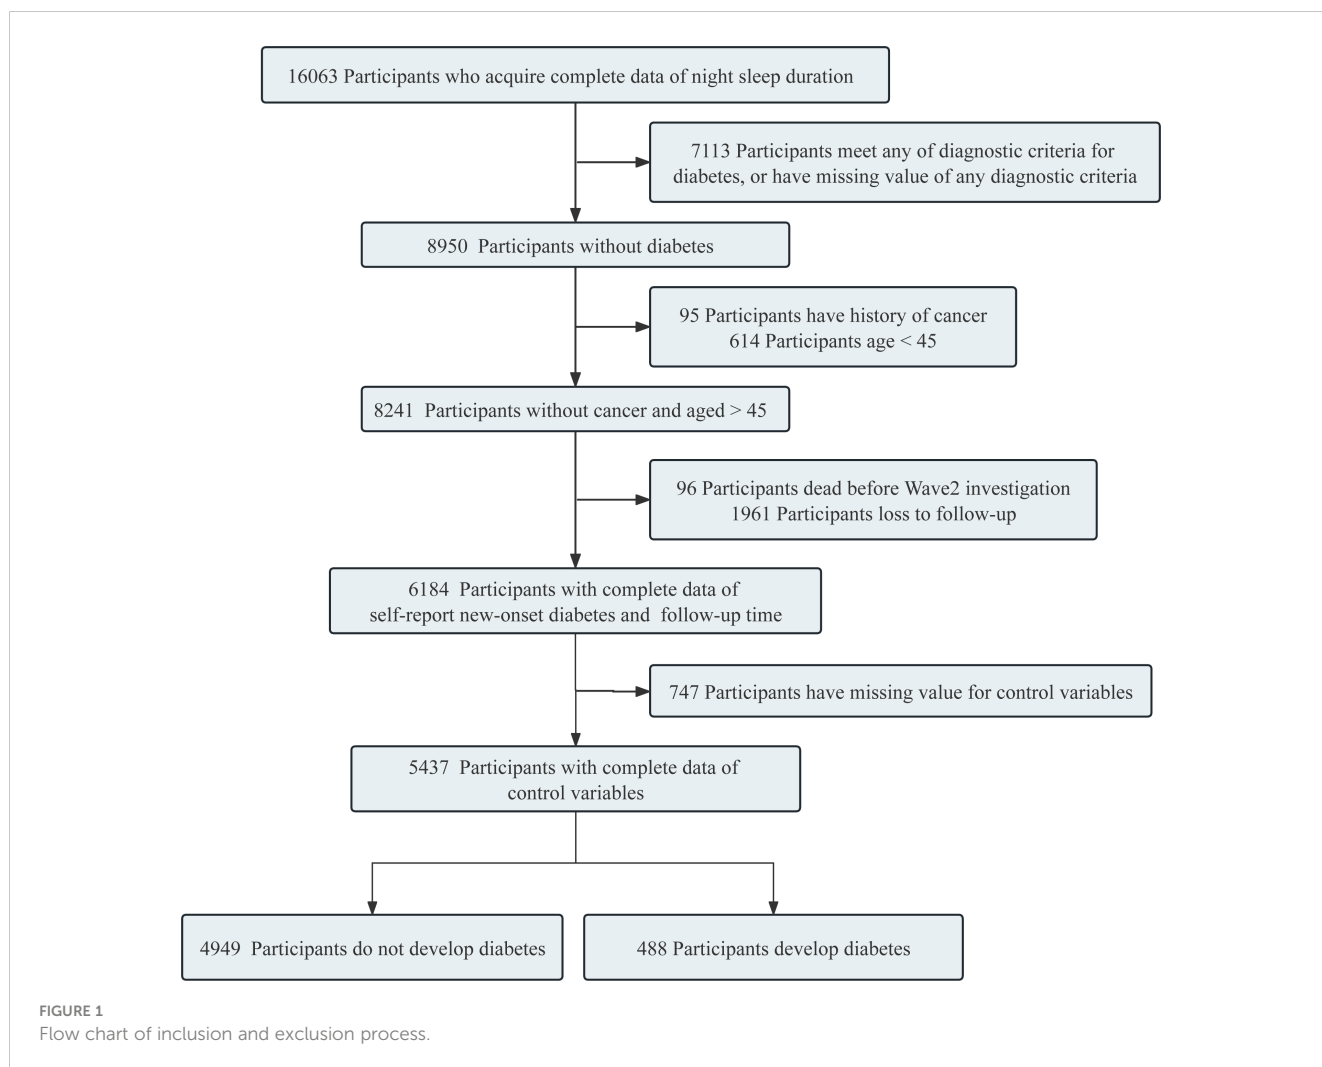 16063 Participants who acquire complete data of night sleep duration
7113 Participants meet any of diagnostic criteria for
diabetes, or have missing value of any diagnostic criteria
8950 Participants without diabetes
95 Participants have history of cancer
614 Participants age < 45
8241 Participants without cancer and aged > 45
96 Participants dead before Wave2 investigation
1961 Participants loss to follow-up
6184 Participants with complete data of
self-report new-onset diabetes and follow-up time
747 Participants have missing value for control variables
5437 Participants with complete data of
control variables
4949 Participants do not develop diabetes
488 Participants develop diabetes
FIGURE 1
Flow chart of inclusion and exclusion process.